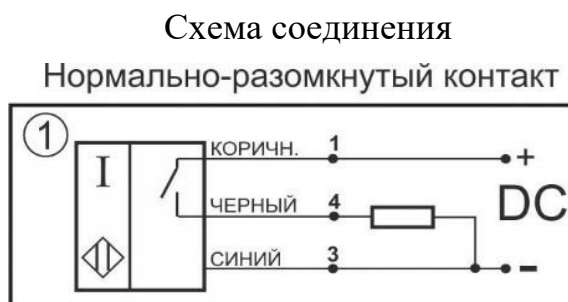 Схема соединения
Нормально-разомкнутый контакт
1
I
КОРИЧН. 1 +
ЧЕРНЫЙ 4 DC
СИНИЙ 3 -